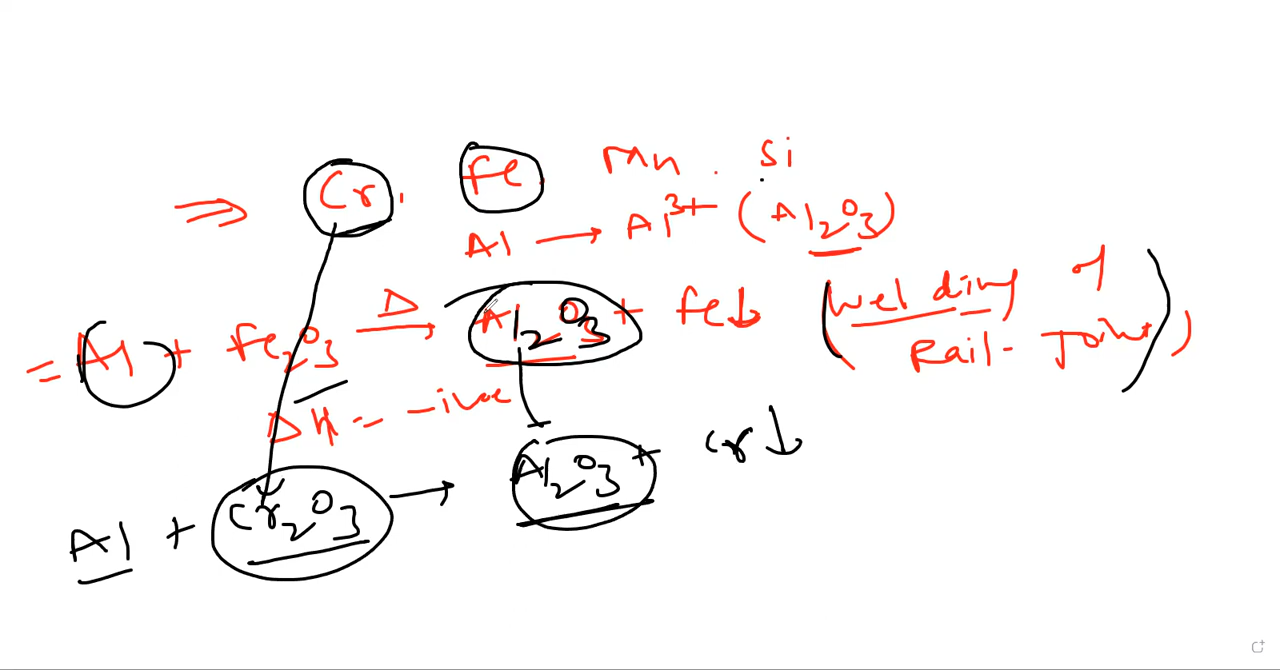 ⇒ Cr, Fe, Mn . Si
Al → Al³⁺ (Al₂O₃)
= Al + Fe₂O₃ Δ→ Al₂O₃ + Fe↓ (welding of
Rail-Joint)
ΔH = -ive
Al + Cr₂O₃ → Al₂O₃ + Cr↓